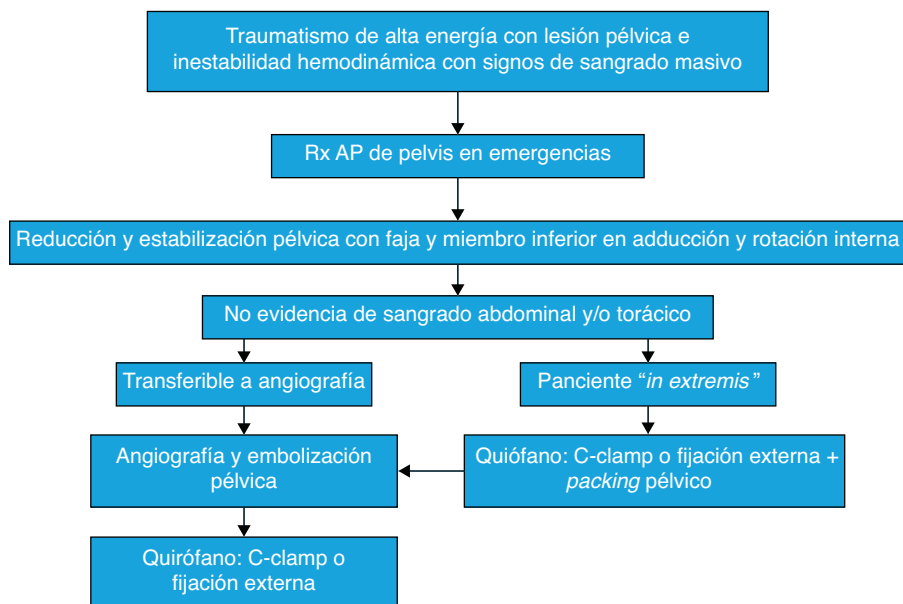 Traumatismo de alta energía con lesión pélvica e
inestabilidad hemodinámica con signos de sangrado masivo
Rx AP de pelvis en emergencias
Reducción y estabilización pélvica con faja y miembro inferior en adducción y rotación interna
No evidencia de sangrado abdominal y/o torácico
Transferible a angiografía
Panciente “in extremis”
Angiografía y embolización
pélvica
Quiófano: C-clamp o fijación externa +
packing pélvico
Quirófano: C-clamp o
fijación externa